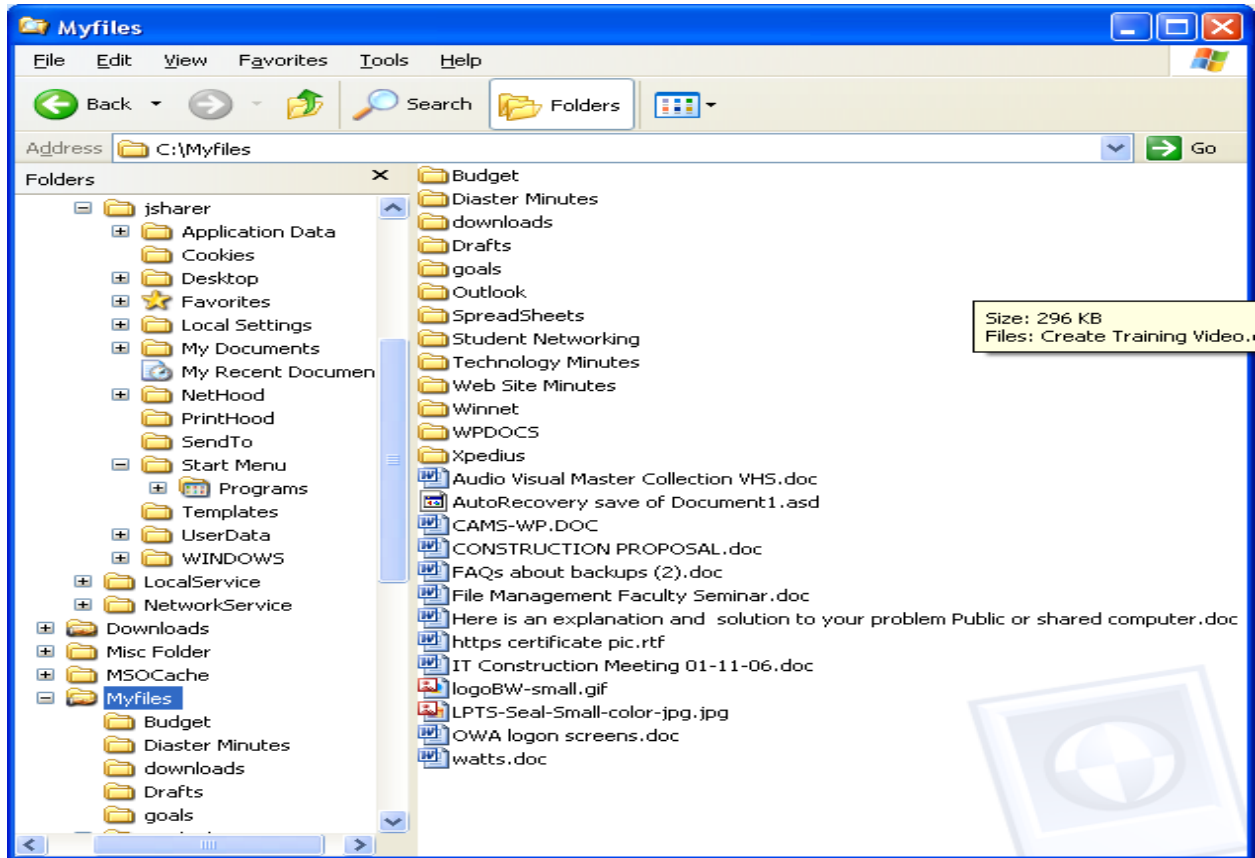 Myfiles
File Edit View Favorites Tools Help
Back Search Folders
Address C:\Myfiles Go
Folders
jsharer
Application Data
Cookies
Desktop
Favorites
Local Settings
My Documents
My Recent Documen
NetHood
PrintHood
SendTo
Start Menu
Programs
Templates
UserData
WINDOWS
LocalService
NetworkService
Downloads
Misc Folder
MSOCache
Myfiles
Budget
Diaster Minutes
downloads
Drafts
goals
Budget
Diaster Minutes
downloads
Drafts
goals
Outlook
SpreadSheets
Student Networking
Technology Minutes
Web Site Minutes
Winnet
WPDOCS
Xpedius
Audio Visual Master Collection VHS.doc
AutoRecovery save of Document1.asd
CAMS-WP.DOC
CONSTRUCTION PROPOSAL.doc
FAQs about backups (2).doc
File Management Faculty Seminar.doc
Here is an explanation and  solution to your problem Public or shared computer.doc
https certificate pic.rtf
IT Construction Meeting 01-11-06.doc
logoBW-small.gif
LPTS-Seal-Small-color-jpg.jpg
OWA logon screens.doc
watts.doc
Size: 296 KB
Files: Create Training Video.